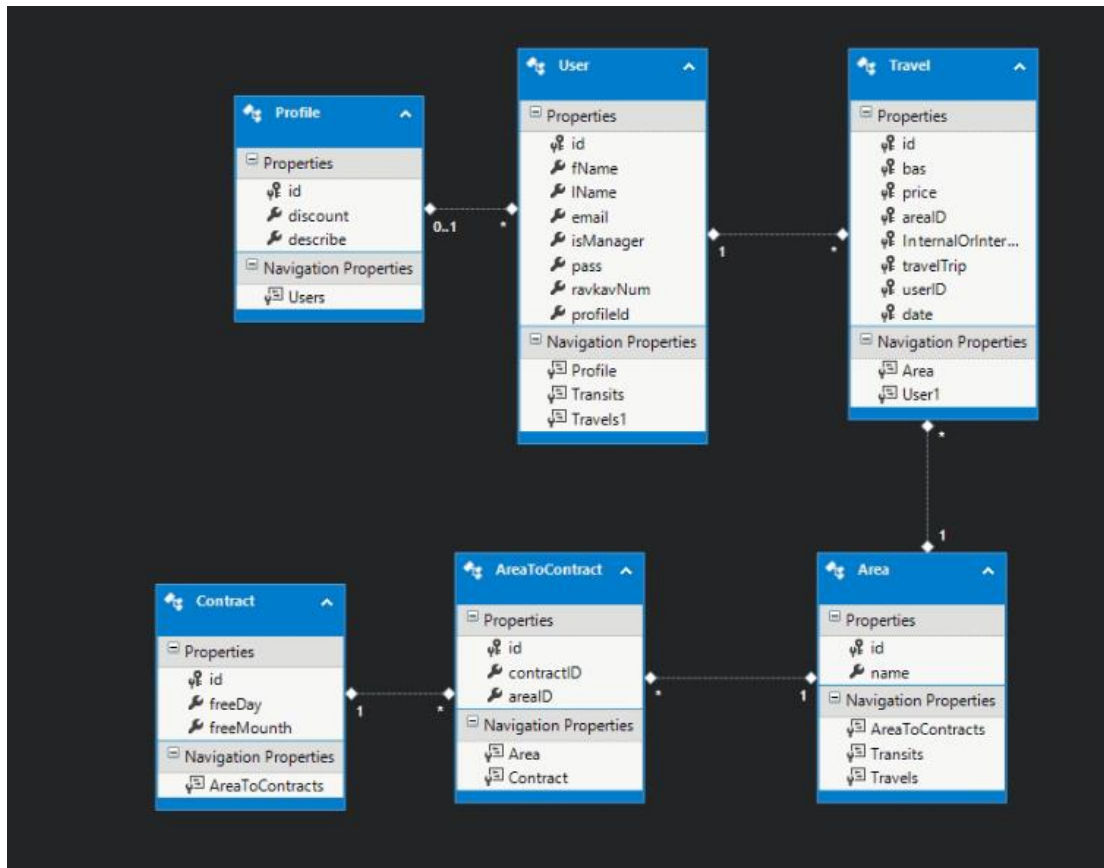 Profile
Properties
id
discount
describe
Navigation Properties
Users
0..1
*
User
Properties
id
fName
lName
email
isManager
pass
ravkavNum
profileId
Navigation Properties
Profile
Transits
Travels1
1
*
Travel
Properties
id
bas
price
areaID
InternalOrInter...
travelTrip
userID
date
Navigation Properties
Area
User1
*
1
Contract
Properties
id
freeDay
freeMounth
Navigation Properties
AreaToContracts
1
*
AreaToContract
Properties
id
contractID
areaID
Navigation Properties
Area
Contract
*
1
Area
Properties
id
name
Navigation Properties
AreaToContracts
Transits
Travels